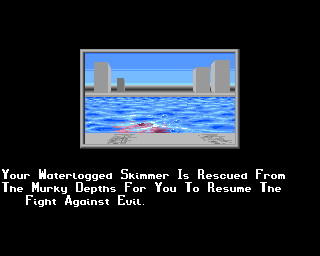 Your Waterlogged Skimmer Is Rescued From
The Murky Depths For You To Resume The
Fight Against Evil.